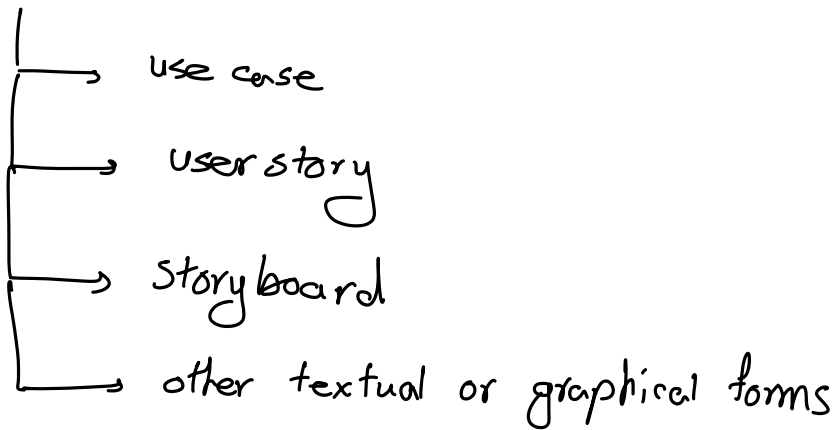 use case
user story
storyboard
other textual or graphical forms